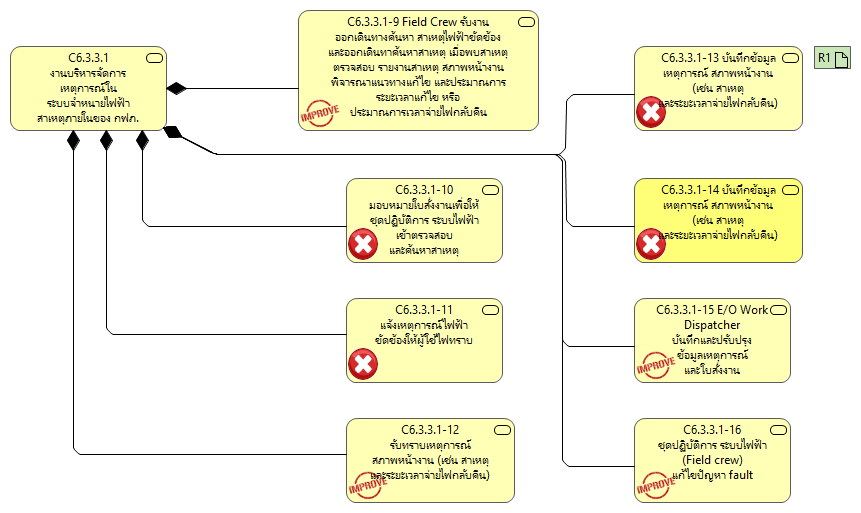 C6.3.3.1
งานบริหารจัดการ
เหตุการณ์ใน
ระบบจำหน่ายไฟฟ้า
สาเหตุภายในของ กฟภ.
C6.3.3.1-9 Field Crew รับงาน
ออกเดินทางค้นหา สาเหตุไฟฟ้าขัดข้อง
และออกเดินทาค้นหาสาเหตุ เมื่อพบสาเหตุ
ตรวจสอบ รายงานสาเหตุ สภาพหน้างาน
พิจารณาแนวทางแก้ไข และประมาณการ
ระยะเวลาแก้ไข หรือ
ประมาณการเวลาจ่ายไฟกลับคืน
IMPROVE
C6.3.3.1-10
มอบหมายใบสั่งงานเพื่อให้
ชุดปฏิบัติการ ระบบไฟฟ้า
เข้าตรวจสอบ
และค้นหาสาเหตุ
C6.3.3.1-11
แจ้งเหตุการณ์ไฟฟ้า
ขัดข้องให้ผู้ใช้ไฟทราบ
C6.3.3.1-12
รับทราบเหตุการณ์
สภาพหน้างาน (เช่น สาเหตุ
และระยะเวลาจ่ายไฟกลับคืน)
IMPROVE
C6.3.3.1-13 บันทึกข้อมูล
เหตุการณ์ สภาพหน้างาน
(เช่น สาเหตุ
และระยะเวลาจ่ายไฟกลับคืน)
R1
C6.3.3.1-14 บันทึกข้อมูล
เหตุการณ์ สภาพหน้างาน
(เช่น สาเหตุ
และระยะเวลาจ่ายไฟกลับคืน)
C6.3.3.1-15 E/O Work
Dispatcher
บันทึกและปรับปรุง
ข้อมูลเหตุการณ์
และใบสั่งงาน
IMPROVE
C6.3.3.1-16
ชุดปฏิบัติการ ระบบไฟฟ้า
(Field crew)
แก้ไขปัญหา fault
IMPROVE